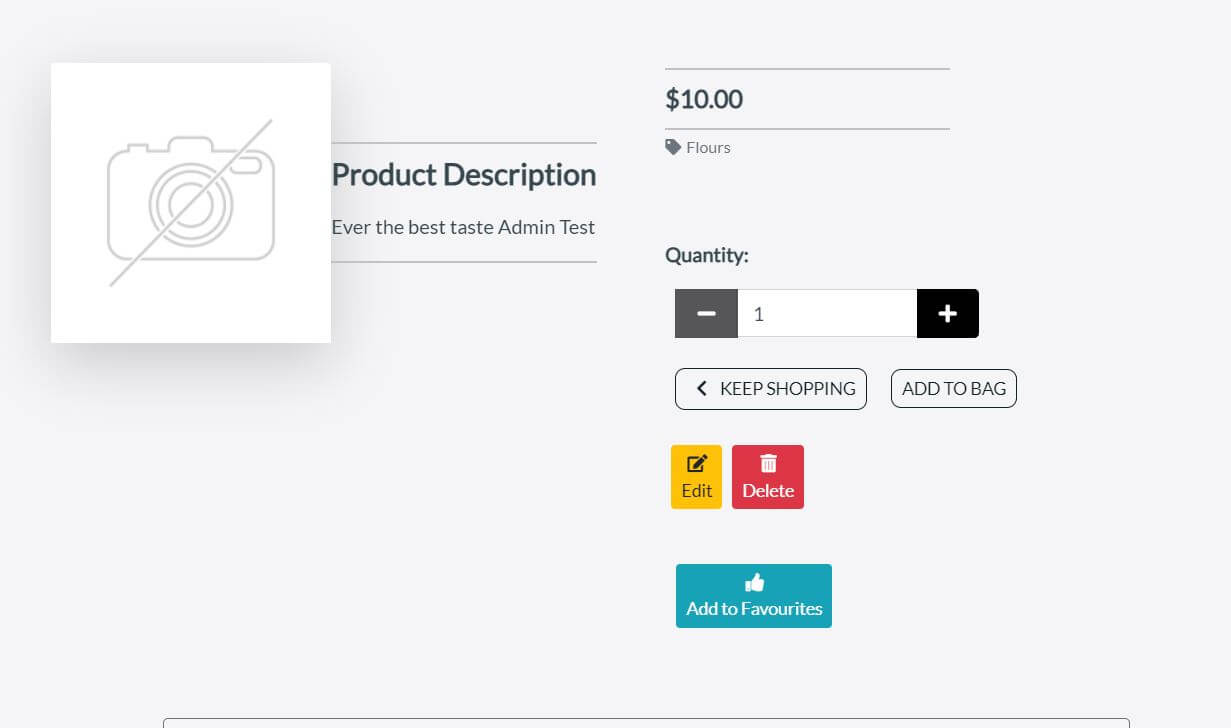 Product Description
Ever the best taste Admin Test
$10.00
Flours
Quantity:
1
KEEP SHOPPING
ADD TO BAG
Edit
Delete
Add to Favourites